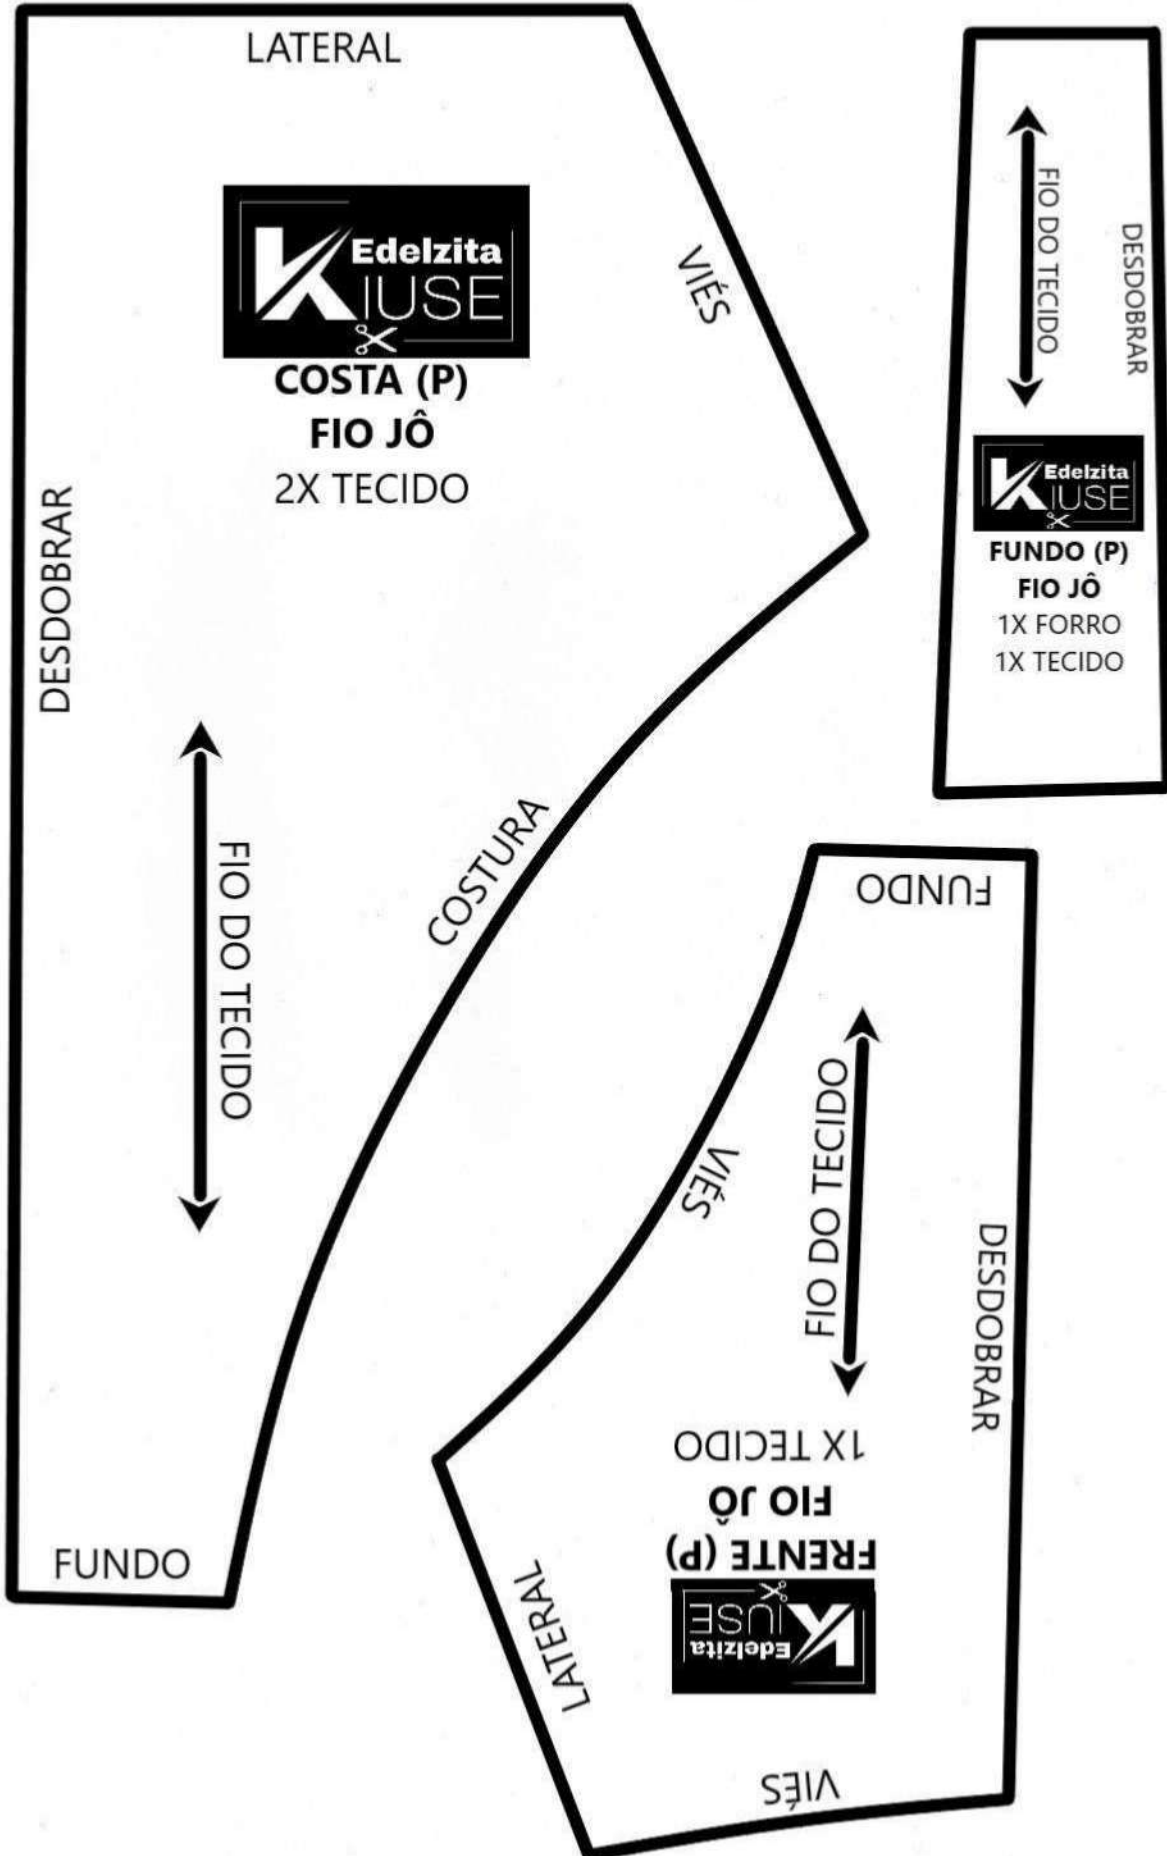 LATERAL
VIÉS
Edelzita
KIUSE
COSTA (P)
FIO JÔ
2X TECIDO
DESDOBRAR
FIO DO TECIDO
COSTURA
FUNDO
FIO DO TECIDO
DESDOBRAR
Edelzita
KIUSE
FUNDO (P)
FIO JÔ
1X FORRO
1X TECIDO
FUNDO
VIÉS
FIO DO TECIDO
DESDOBRAR
Edelzita
KIUSE
FRENTE (P)
FIO JÔ
1X TECIDO
LATERAL
VIÉS